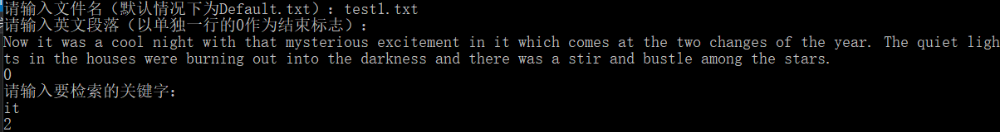 请输入文件名（默认情况下为Default.txt）：test1.txt
请输入英文段落（以单独一行的0作为结束标志）：
Now it was a cool night with that mysterious excitement in it which comes at the two changes of the year. The quiet ligh
ts in the houses were burning out into the darkness and there was a stir and bustle among the stars.
0
请输入要检索的关键字：
it
2